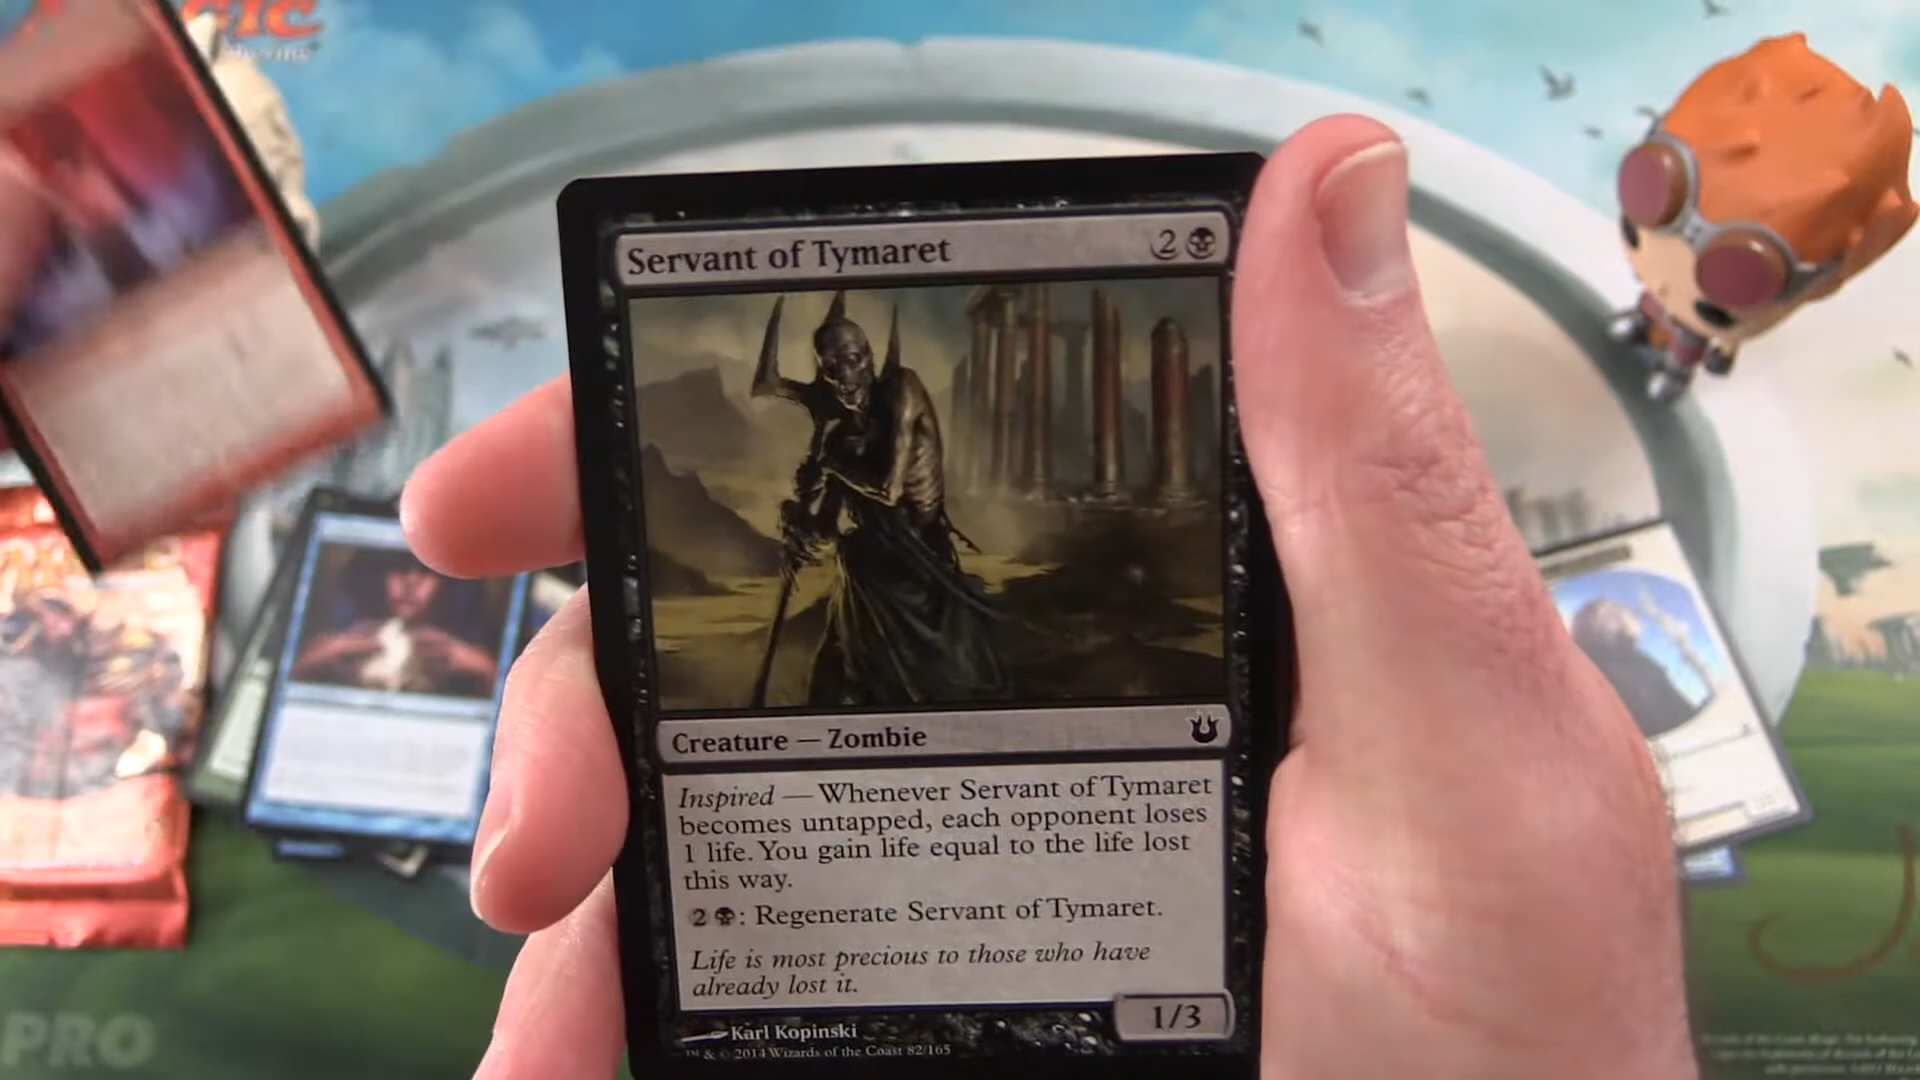 Servant of Tymaret 2
Creature — Zombie
Inspired — Whenever Servant of Tymaret
becomes untapped, each opponent loses
1 life. You gain life equal to the life lost
this way.
2 : Regenerate Servant of Tymaret.
Life is most precious to those who have
already lost it.
1/3
Karl Kopinski
™ & © 2014 Wizards of the Coast 82/165
PRO